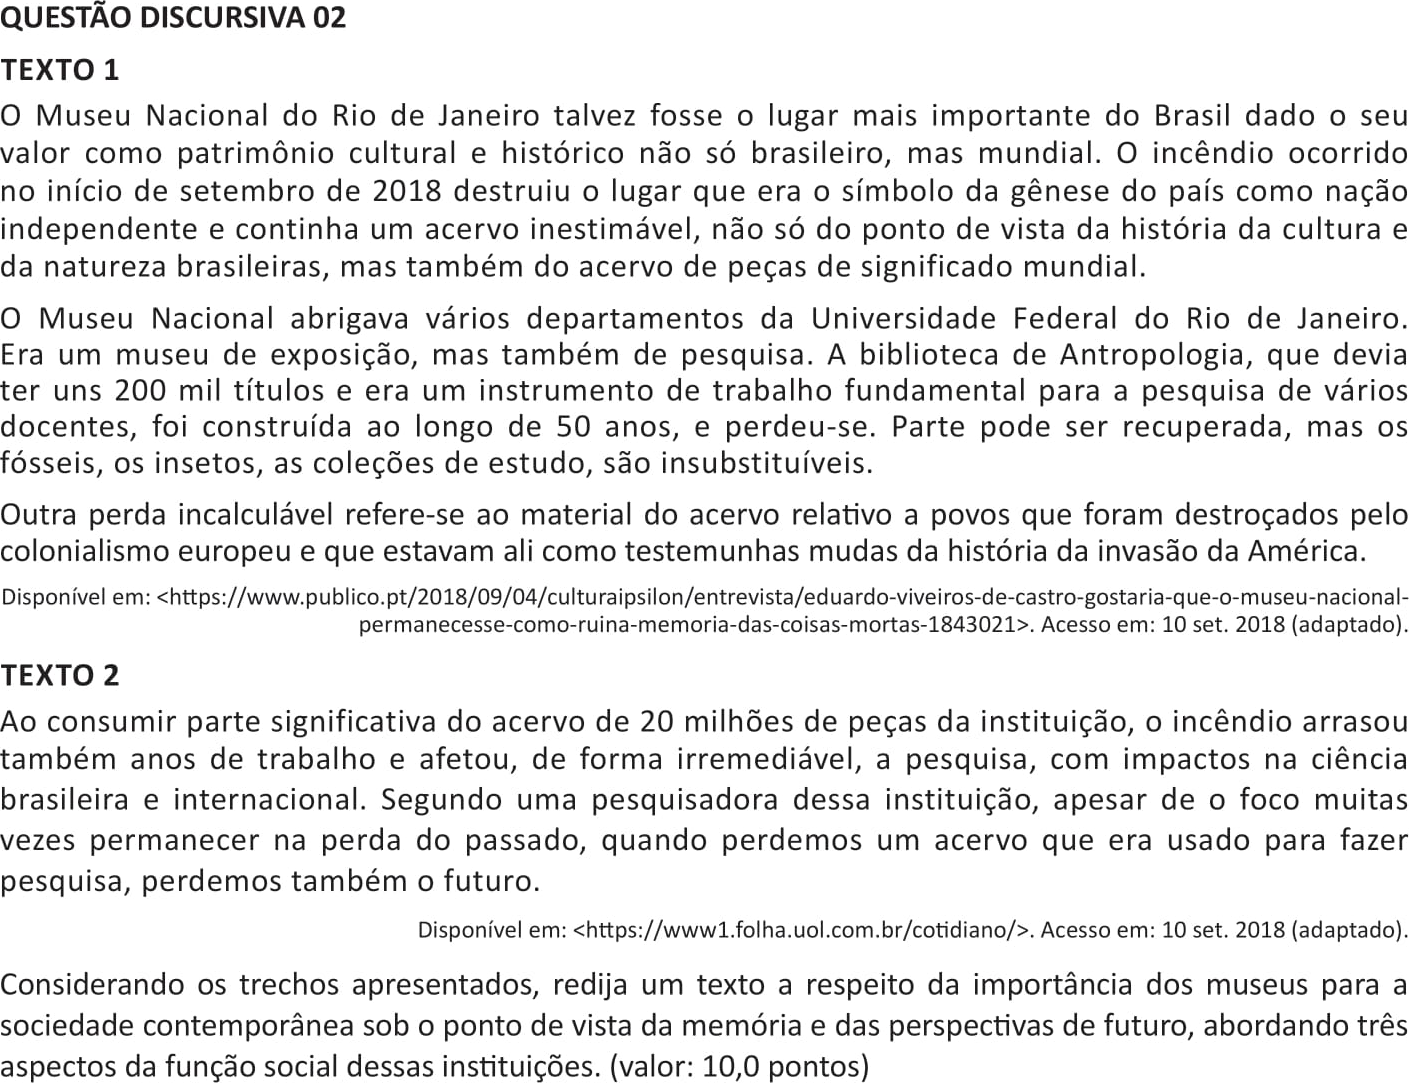 QUESTÃO DISCURSIVA 02
TEXTO 1
O Museu Nacional do Rio de Janeiro talvez fosse o lugar mais importante do Brasil dado o seu
valor como patrimônio cultural e histórico não só brasileiro, mas mundial. O incêndio ocorrido
no início de setembro de 2018 destruiu o lugar que era o símbolo da gênese do país como nação
independente e continha um acervo inestimável, não só do ponto de vista da história da cultura e
da natureza brasileiras, mas também do acervo de peças de significado mundial.
O Museu Nacional abrigava vários departamentos da Universidade Federal do Rio de Janeiro.
Era um museu de exposição, mas também de pesquisa. A biblioteca de Antropologia, que devia
ter uns 200 mil títulos e era um instrumento de trabalho fundamental para a pesquisa de vários
docentes, foi construída ao longo de 50 anos, e perdeu-se. Parte pode ser recuperada, mas os
fósseis, os insetos, as coleções de estudo, são insubstituíveis.
Outra perda incalculável refere-se ao material do acervo relativo a povos que foram destroçados pelo
colonialismo europeu e que estavam ali como testemunhas mudas da história da invasão da América.
Disponível em: <https://www.publico.pt/2018/09/04/culturaipsilon/entrevista/eduardo-viveiros-de-castro-gostaria-que-o-museu-nacional-
permanecesse-como-ruina-memoria-das-coisas-mortas-1843021>. Acesso em: 10 set. 2018 (adaptado).
TEXTO 2
Ao consumir parte significativa do acervo de 20 milhões de peças da instituição, o incêndio arrasou
também anos de trabalho e afetou, de forma irremediável, a pesquisa, com impactos na ciência
brasileira e internacional. Segundo uma pesquisadora dessa instituição, apesar de o foco muitas
vezes permanecer na perda do passado, quando perdemos um acervo que era usado para fazer
pesquisa, perdemos também o futuro.
Disponível em: <https://www1.folha.uol.com.br/cotidiano/>. Acesso em: 10 set. 2018 (adaptado).
Considerando os trechos apresentados, redija um texto a respeito da importância dos museus para a
sociedade contemporânea sob o ponto de vista da memória e das perspectivas de futuro, abordando três
aspectos da função social dessas instituições. (valor: 10,0 pontos)